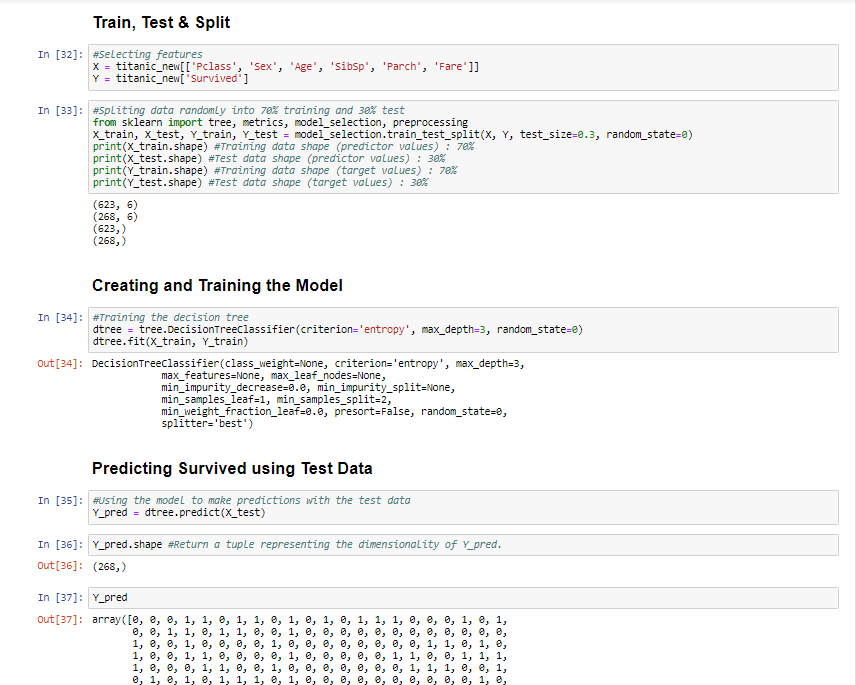 Train, Test & Split
In [32]: #Selecting features
X = titanic_new[['Pclass', 'Sex', 'Age', 'SibSp', 'Parch', 'Fare']]
Y = titanic_new['Survived']
In [33]: #Spliting data randomly into 70% training and 30% test
from sklearn import tree, metrics, model_selection, preprocessing
X_train, X_test, Y_train, Y_test = model_selection.train_test_split(X, Y, test_size=0.3, random_state=0)
print(X_train.shape) #Training data shape (predictor values) : 70%
print(X_test.shape) #Test data shape (predictor values) : 30%
print(Y_train.shape) #Training data shape (target values) : 70%
print(Y_test.shape) #Test data shape (target values) : 30%
(623, 6)
(268, 6)
(623,)
(268,)
Creating and Training the Model
In [34]: #Training the decision tree
dtree = tree.DecisionTreeClassifier(criterion='entropy', max_depth=3, random_state=0)
dtree.fit(X_train, Y_train)
Out[34]: DecisionTreeClassifier(class_weight=None, criterion='entropy', max_depth=3,
max_features=None, max_leaf_nodes=None,
min_impurity_decrease=0.0, min_impurity_split=None,
min_samples_leaf=1, min_samples_split=2,
min_weight_fraction_leaf=0.0, presort=False, random_state=0,
splitter='best')
Predicting Survived using Test Data
In [35]: #Using the model to make predictions with the test data
Y_pred = dtree.predict(X_test)
In [36]: Y_pred.shape #Return a tuple representing the dimensionality of Y_pred.
Out[36]: (268,)
In [37]: Y_pred
Out[37]: array([0, 0, 0, 1, 1, 0, 1, 1, 0, 1, 0, 1, 0, 1, 1, 1, 0, 0, 0, 1, 0, 1,
0, 0, 1, 1, 0, 1, 1, 0, 0, 1, 0, 0, 0, 0, 0, 0, 0, 0, 0, 0, 0, 0,
1, 0, 0, 1, 0, 0, 0, 0, 1, 0, 0, 0, 0, 0, 0, 0, 1, 1, 0, 1, 0,
1, 0, 0, 1, 1, 0, 0, 0, 0, 1, 0, 0, 0, 0, 0, 1, 1, 0, 0, 1, 1, 1,
1, 0, 0, 0, 1, 1, 0, 0, 1, 0, 0, 0, 0, 0, 0, 0, 1, 1, 1, 0, 0, 1,
0, 1, 0, 1, 0, 1, 1, 1, 0, 1, 0, 0, 0, 0, 0, 0, 0, 0, 0, 0, 1, 0,